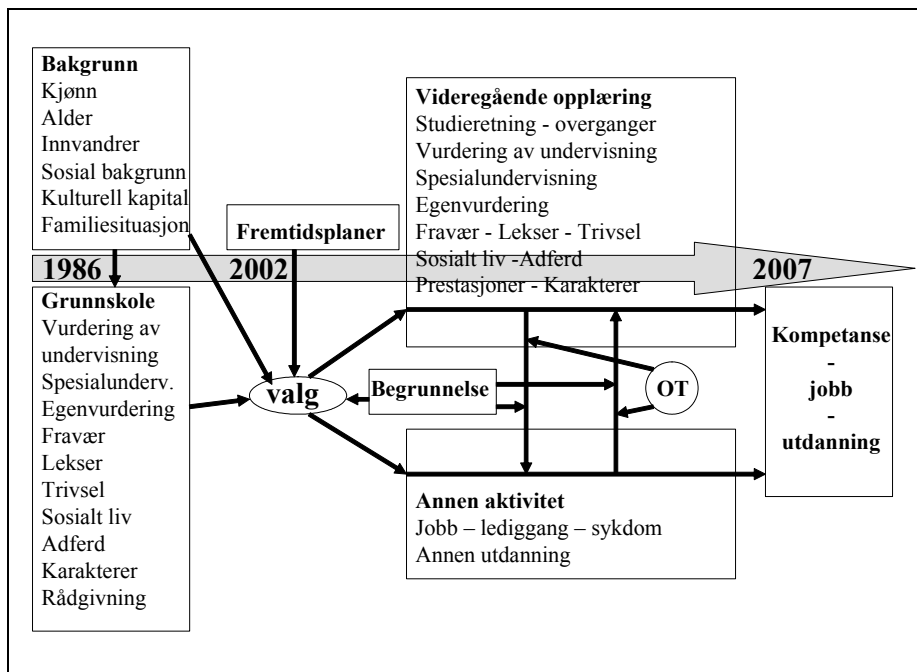 Bakgrunn
Kjønn
Alder
Innvandrer
Sosial bakgrunn
Kulturell kapital
Familiesituasjon
1986
Grunnskole
Vurdering av
undervisning
Spesialunderv.
Egenvurdering
Fravær
Lekser
Trivsel
Sosialt liv
Adferd
Karakterer
Rådgivning
Fremtidsplaner
2002
valg
Begrunnelse
Videregående opplæring
Studieretning - overganger
Vurdering av undervisning
Spesialundervisning
Egenvurdering
Fravær - Lekser - Trivsel
Sosialt liv -Adferd
Prestasjoner - Karakterer
OT
Annen aktivitet
Jobb – lediggang – sykdom
Annen utdanning
2007
Kompetanse
-
jobb
-
utdanning